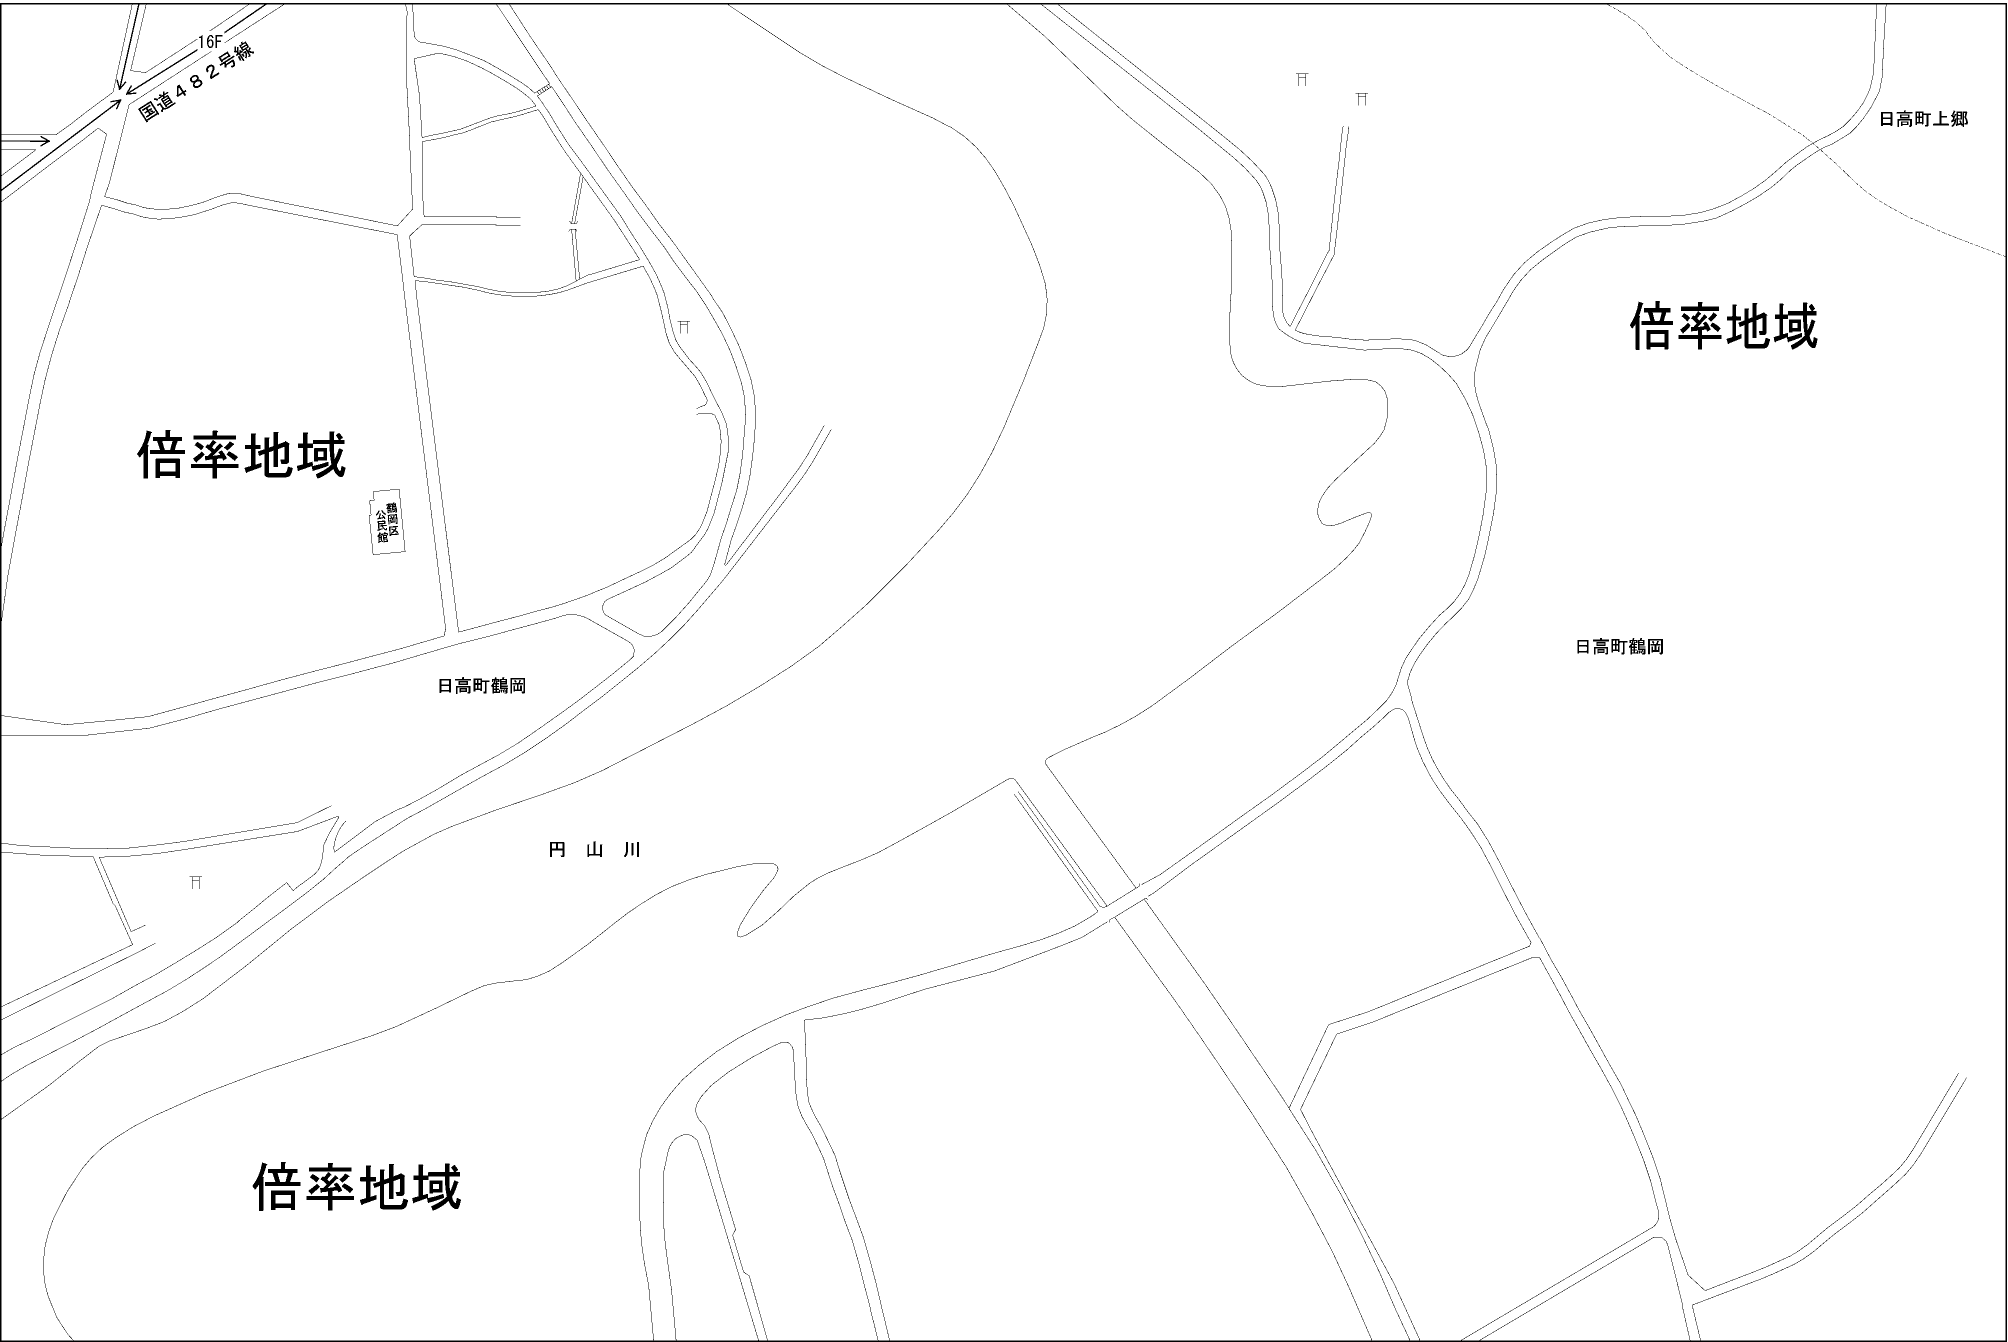 16F
国道４８２号線
日高町上郷
倍率地域
倍率地域
鶴岡区
公民館
日高町鶴岡
日高町鶴岡
円　山　川
倍率地域